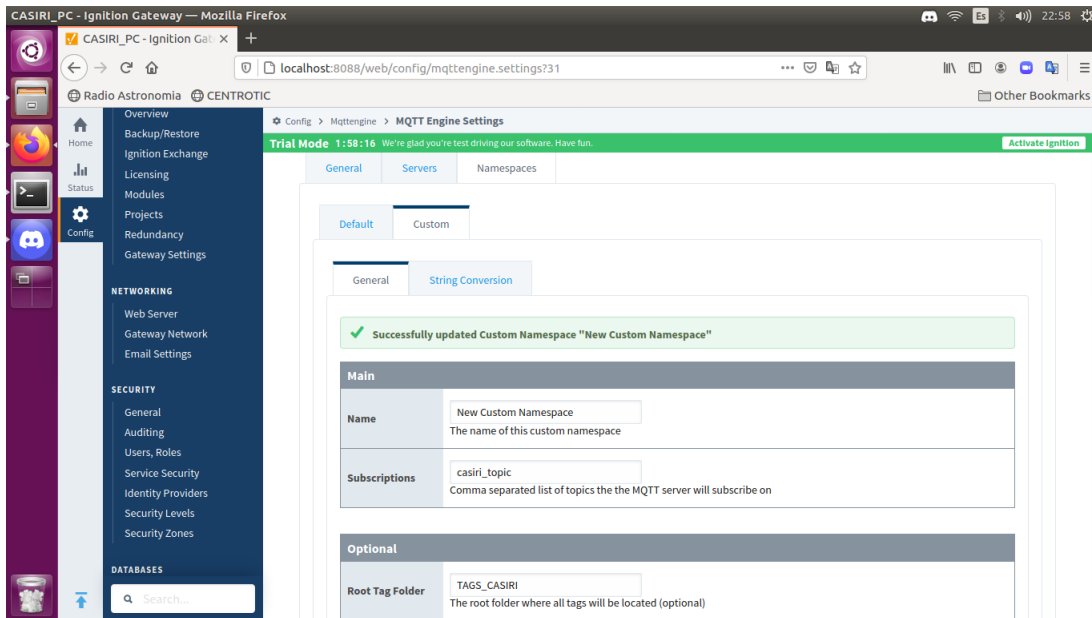 CASIRI_PC - Ignition Gateway — Mozilla Firefox
Es
22:58
CASIRI_PC - Ignition Gat
localhost:8088/web/config/mqttengine.settings?31
Radio Astronomia
CENTROTIC
Other Bookmarks
Home
Status
Config
Overview
Backup/Restore
Ignition Exchange
Licensing
Modules
Projects
Redundancy
Gateway Settings
NETWORKING
Web Server
Gateway Network
Email Settings
SECURITY
General
Auditing
Users, Roles
Service Security
Identity Providers
Security Levels
Security Zones
DATABASES
Search...
Config > Mqttengine > MQTT Engine Settings
Trial Mode 1:58:16 We're glad you're test driving our software. Have fun.
Activate Ignition
General Servers Namespaces
Default Custom
General String Conversion
Successfully updated Custom Namespace "New Custom Namespace"
Main
Name
New Custom Namespace
The name of this custom namespace
Subscriptions
casiri_topic
Comma separated list of topics the the MQTT server will subscribe on
Optional
Root Tag Folder
TAGS_CASIRI
The root folder where all tags will be located (optional)